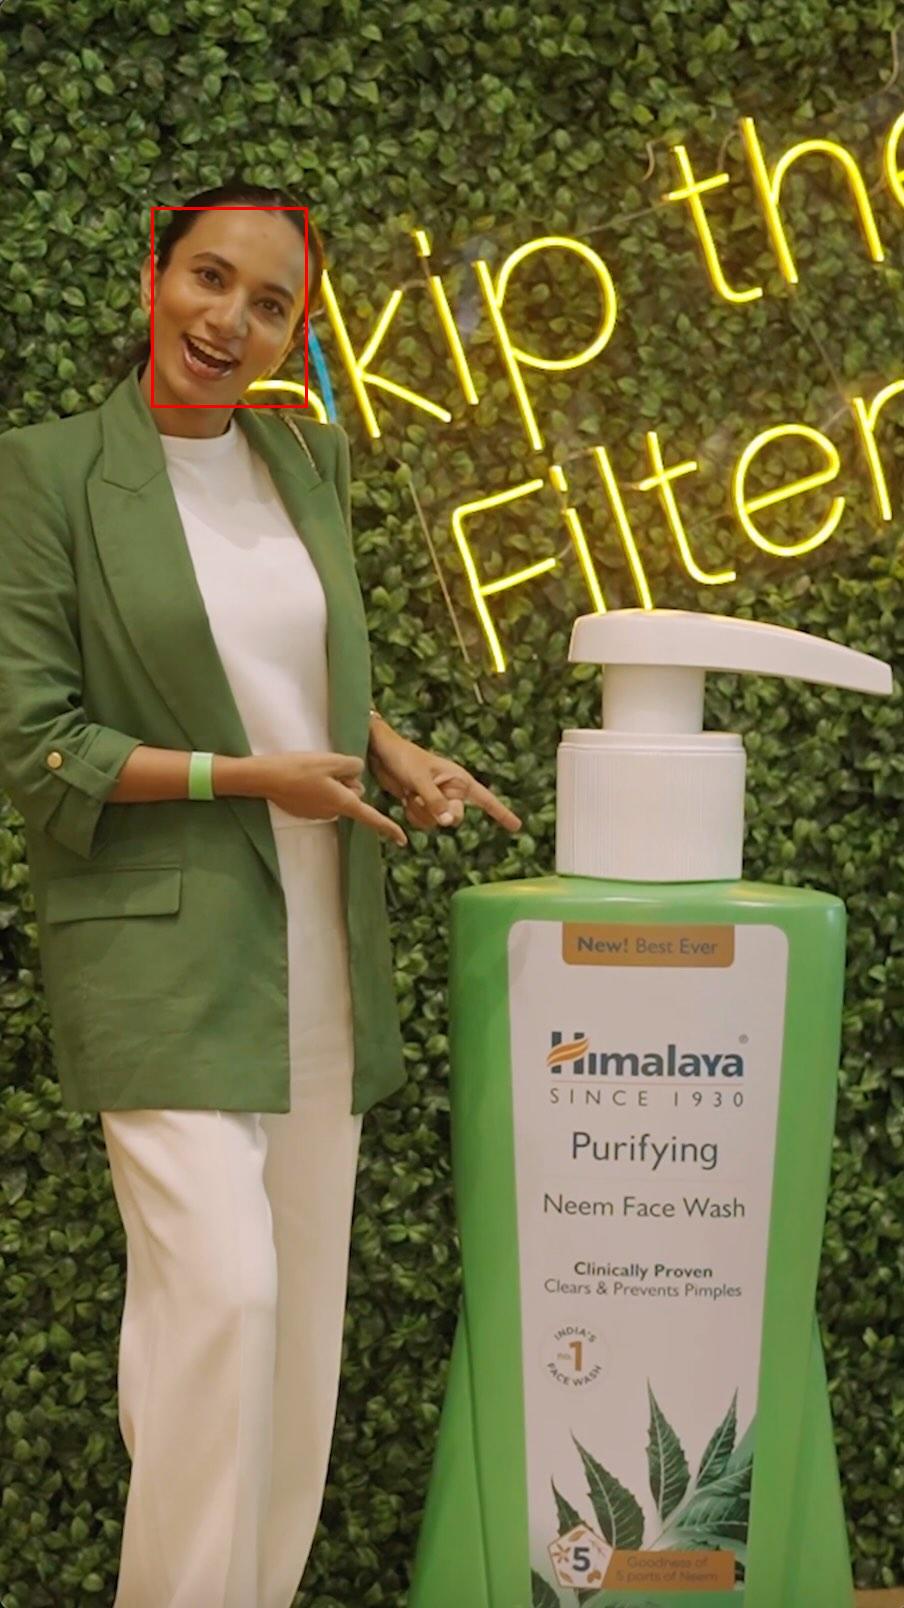 Skip the
Filter
New! Best Ever
Himalaya®
SINCE 1930
Purifying
Neem Face Wash
Clinically Proven
Clears & Prevents Pimples
INDIA'S
no.1
FACE WASH
5
Goodness of
5 parts of Neem